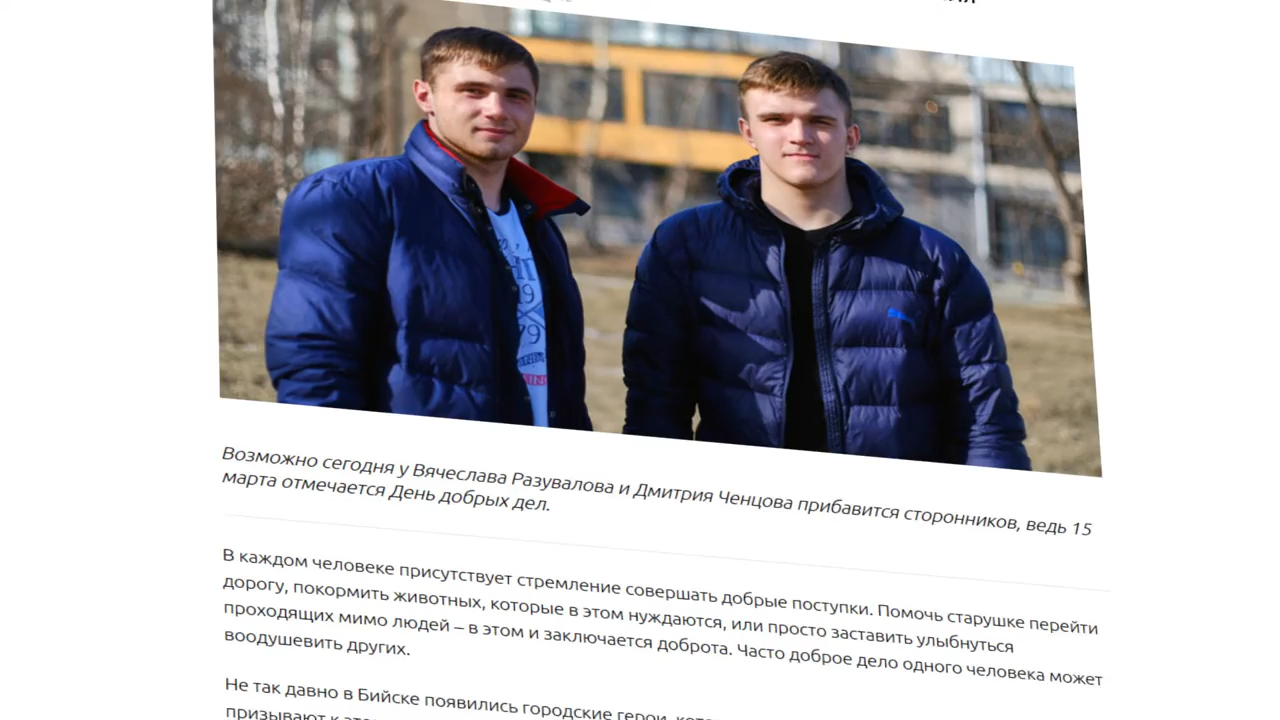 Возможно сегодня у Вячеслава Разувалова и Дмитрия Ченцова прибавится сторонников, ведь 15
марта отмечается День добрых дел.
В каждом человеке присутствует стремление совершать добрые поступки. Помочь старушке перейти
дорогу, покормить животных, которые в этом нуждаются, или просто заставить улыбнуться
проходящих мимо людей – в этом и заключается доброта. Часто доброе дело одного человека может
воодушевить других.
Не так давно в Бийске появились городские герои,
призывают к